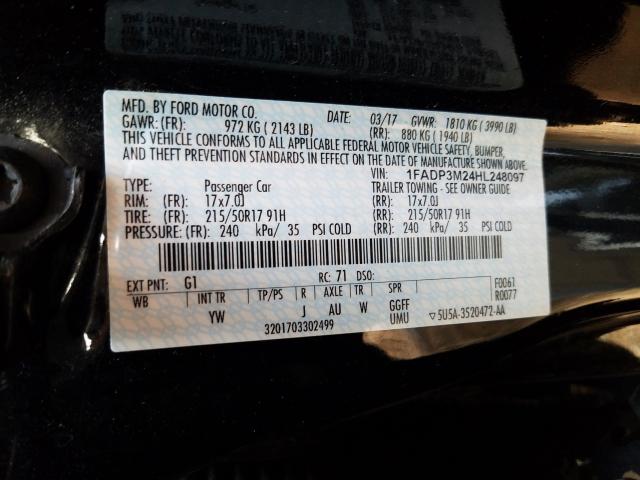 MFD. BY FORD MOTOR CO.
DATE: 03/17 GVWR: 1810 KG ( 3990 LB)
GAWR: (FR): 972 KG ( 2143 LB) (RR): 880 KG ( 1940 LB)
THIS VEHICLE CONFORMS TO ALL APPLICABLE FEDERAL MOTOR VEHICLE SAFETY, BUMPER,
AND THEFT PREVENTION STANDARDS IN EFFECT ON THE DATE OF MANUFACTURE SHOWN ABOVE.
VIN: 1FADP3M24HL248097
TYPE: Passenger Car TRAILER TOWING - SEE OWNER GUIDE
RIM: (FR): 17x7.0J (RR): 17x7.0J
TIRE: (FR): 215/50R17 91H (RR): 215/50R17 91H
PRESSURE: (FR): 240 kPa/ 35 PSI COLD (RR): 240 kPa/ 35 PSI COLD
EXT PNT: G1 RC: 71 DSO: F0061
R0077
WB INT TR TP/PS R AXLE TR SPR
YW J AU W GGFF
UMU
3201703302499 ▽5U5A-3520472-AA